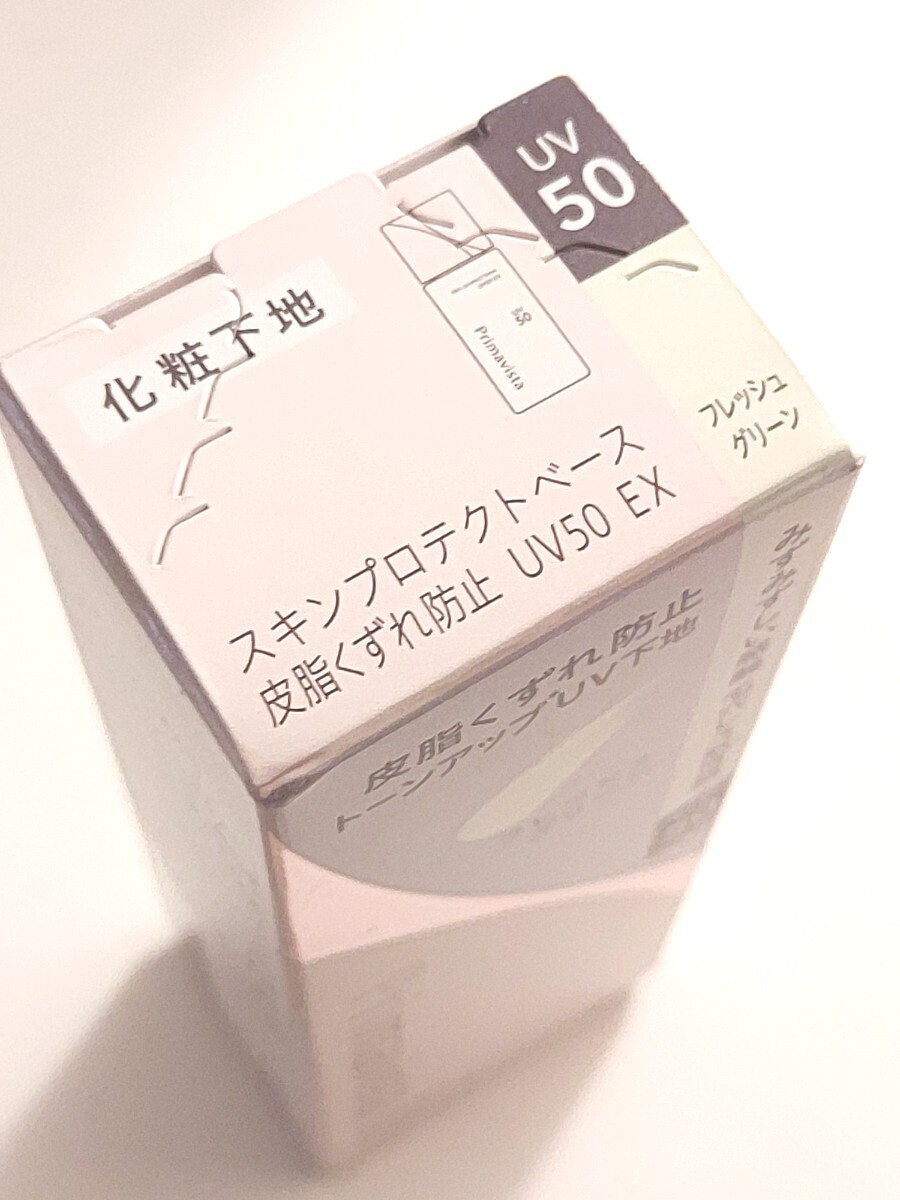 UV
50
化粧下地
UV
50
Primavista
フレッシュ
グリーン
スキンプロテクトベース
皮脂くずれ防止 UV50 EX
皮脂くずれ防止
トーンアップUV下地